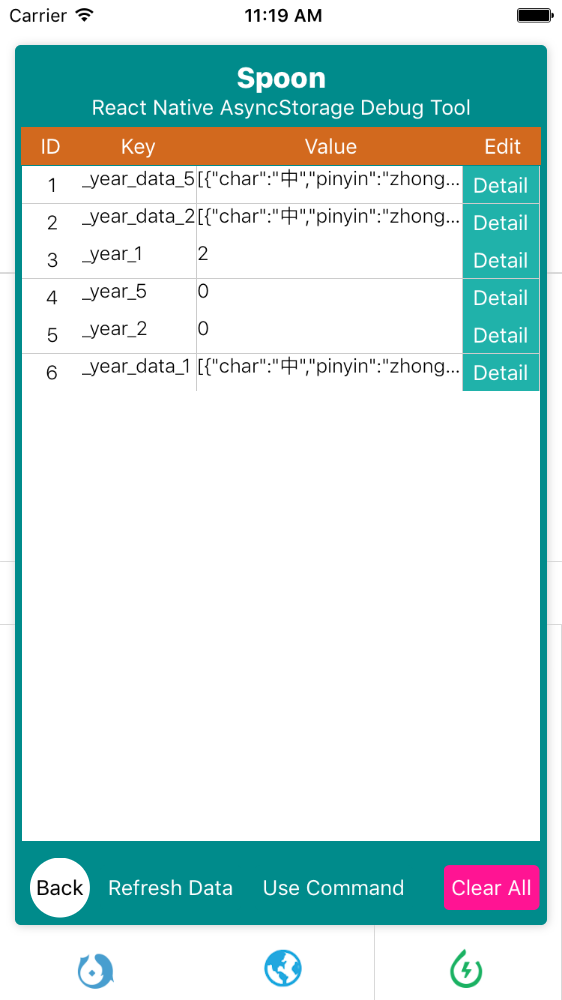 Carrier 11:19 AM
Spoon
React Native AsyncStorage Debug Tool
ID Key Value Edit
1 _year_data_5 [{"char":"中","pinyin":"zhong... Detail
2 _year_data_2 [{"char":"中","pinyin":"zhong... Detail
3 _year_1 2 Detail
4 _year_5 0 Detail
5 _year_2 0 Detail
6 _year_data_1 [{"char":"中","pinyin":"zhong... Detail
Back Refresh Data Use Command Clear All